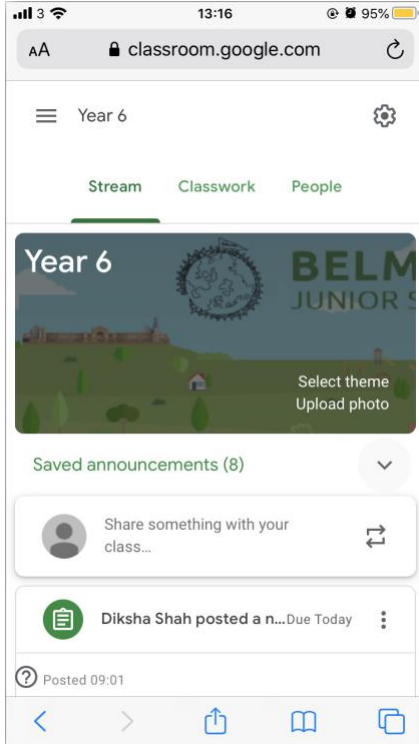 3 13:16 95%
AA classroom.google.com
Year 6
Stream Classwork People
Year 6
BELM
JUNIOR S
Select theme
Upload photo
Saved announcements (8)
Share something with your
class...
Diksha Shah posted a n... Due Today
? Posted 09:01